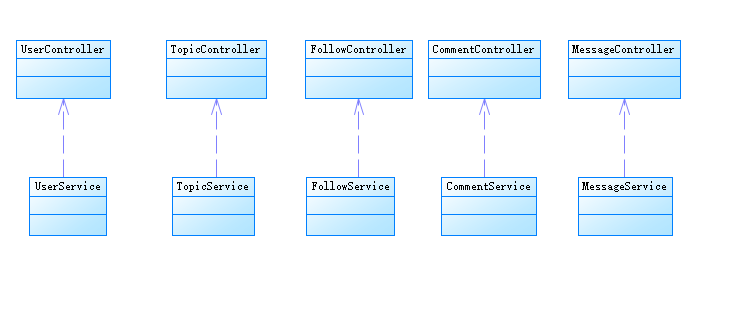 UserController
TopicController
FollowController
CommentController
MessageController
UserService
TopicService
FollowService
CommentService
MessageService